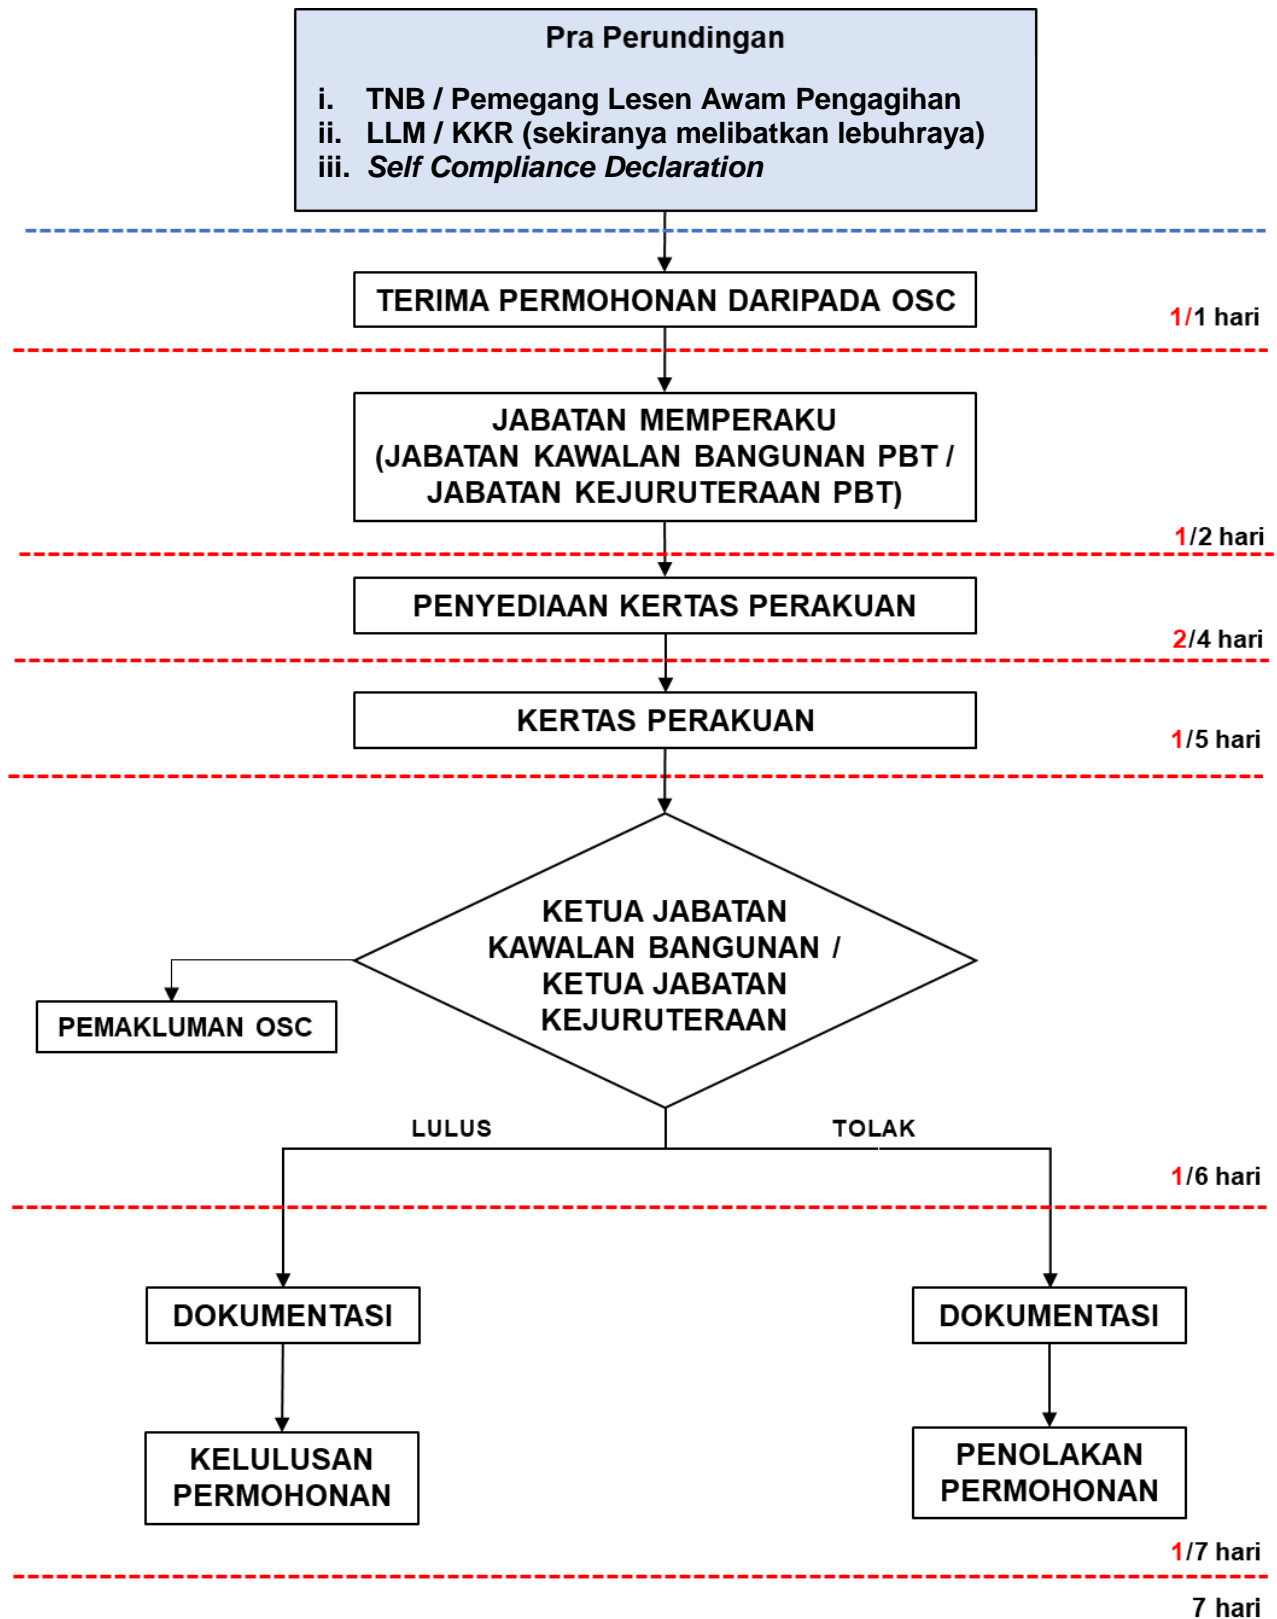 Pra Perundingan
i. TNB / Pemegang Lesen Awam Pengagihan
ii. LLM / KKR (sekiranya melibatkan lebuhraya)
iii. Self Compliance Declaration
TERIMA PERMOHONAN DARIPADA OSC
1/1 hari
JABATAN MEMPERAKU
(JABATAN KAWALAN BANGUNAN PBT /
JABATAN KEJURUTERAAN PBT)
1/2 hari
PENYEDIAAN KERTAS PERAKUAN
2/4 hari
KERTAS PERAKUAN
1/5 hari
KETUA JABATAN
KAWALAN BANGUNAN /
KETUA JABATAN
KEJURUTERAAN
PEMAKLUMAN OSC
LULUS
TOLAK
1/6 hari
DOKUMENTASI
DOKUMENTASI
KELULUSAN
PERMOHONAN
PENOLAKAN
PERMOHONAN
1/7 hari
7 hari